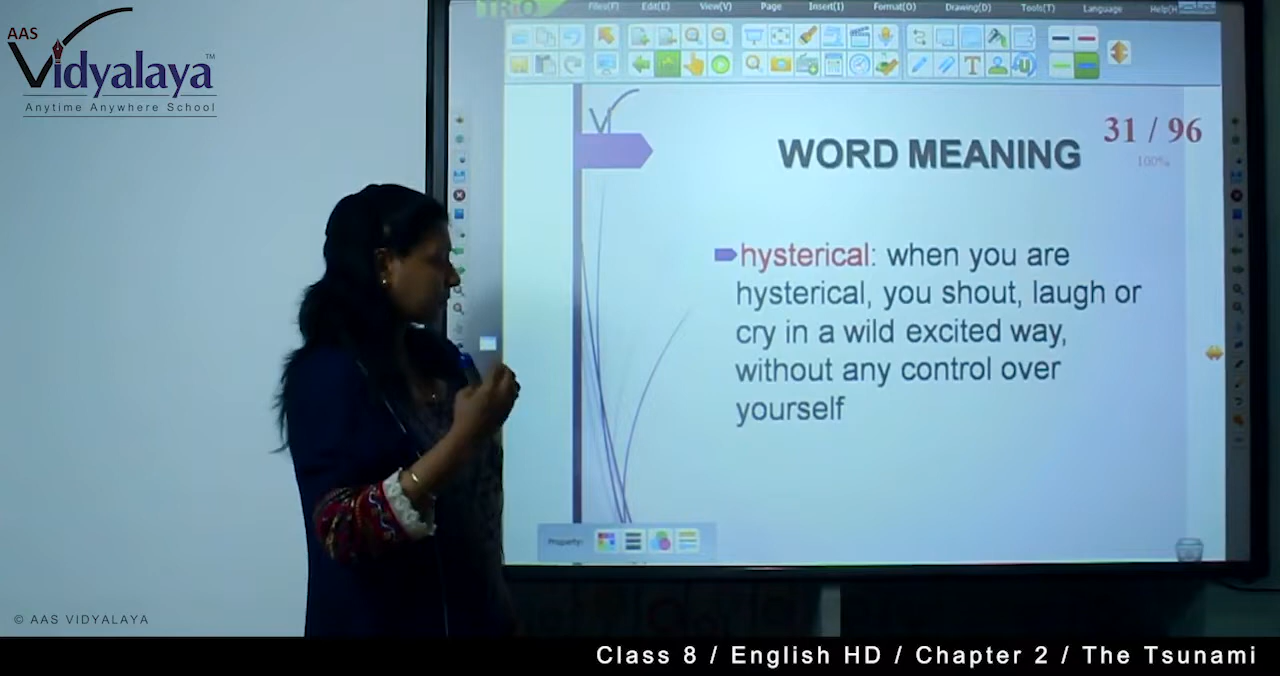 AAS
Vidyalaya™
Anytime Anywhere School
TRIO
Files(F) Edit(E) View(V) Page Insert(I) Format(O) Drawing(D) Tools(T) Language Help(H
31 / 96
100%
WORD MEANING
hysterical: when you are
hysterical, you shout, laugh or
cry in a wild excited way,
without any control over
yourself
Property:
© AAS VIDYALAYA
Class 8 / English HD / Chapter 2 / The Tsunami